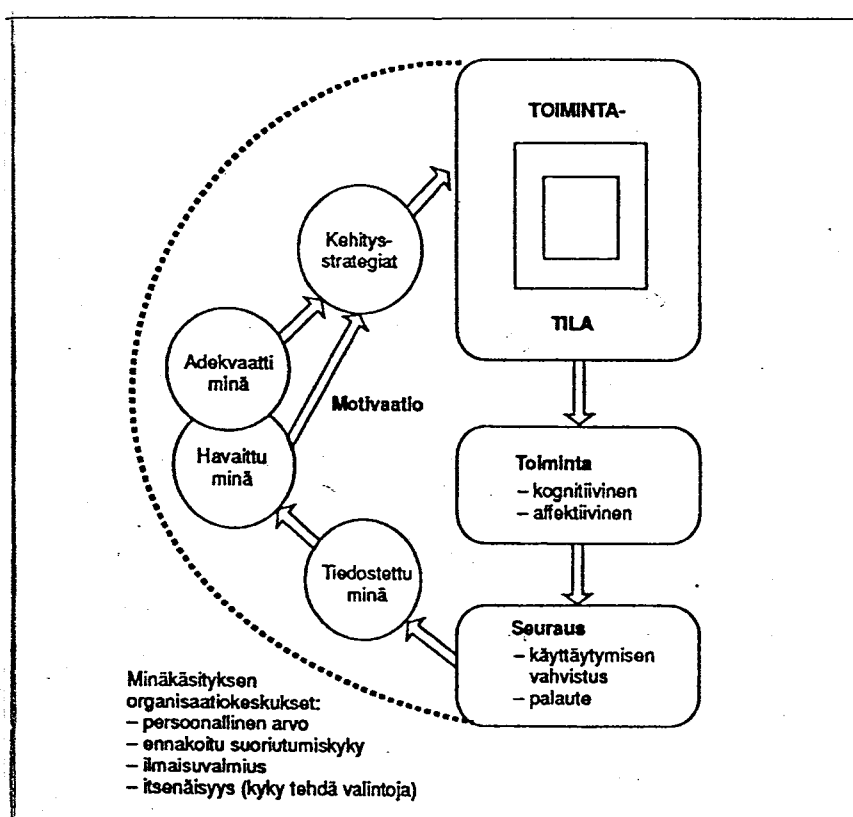 TOIMINTA-
TILA
Kehitys-
strategiat
Adekvaatti
minä
Motivaatio
Havaittu
minä
Toiminta
– kognitiivinen
– affektiivinen
Tiedostettu
minä
Seuraus
– käyttäytymisen
vahvistus
– palaute
Minäkäsityksen
organisaatiokeskukset:
– persoonallinen arvo
– ennakoitu suoriutumiskyky
– ilmaisuvalmius
– itsenäisyys (kyky tehdä valintoja)